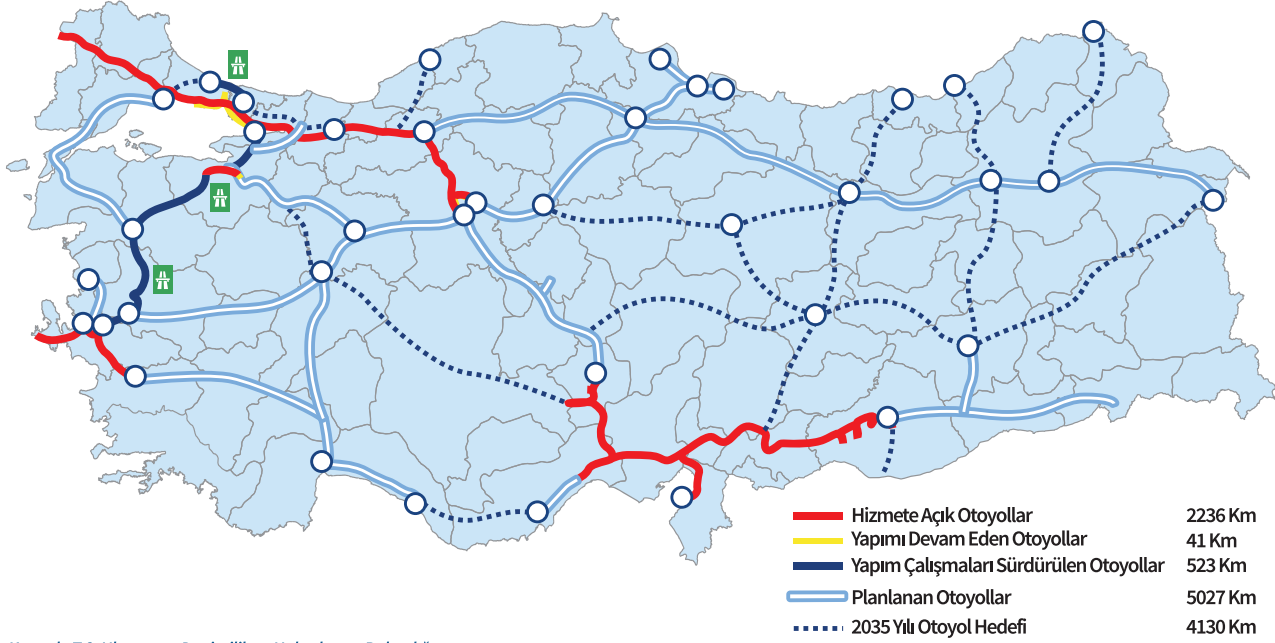 Hizmete Açık Otoyollar 2236 Km
Yapımı Devam Eden Otoyollar 41 Km
Yapım Çalışmaları Sürdürülen Otoyollar 523 Km
Planlanan Otoyollar 5027 Km
2035 Yılı Otoyol Hedefi 4130 Km